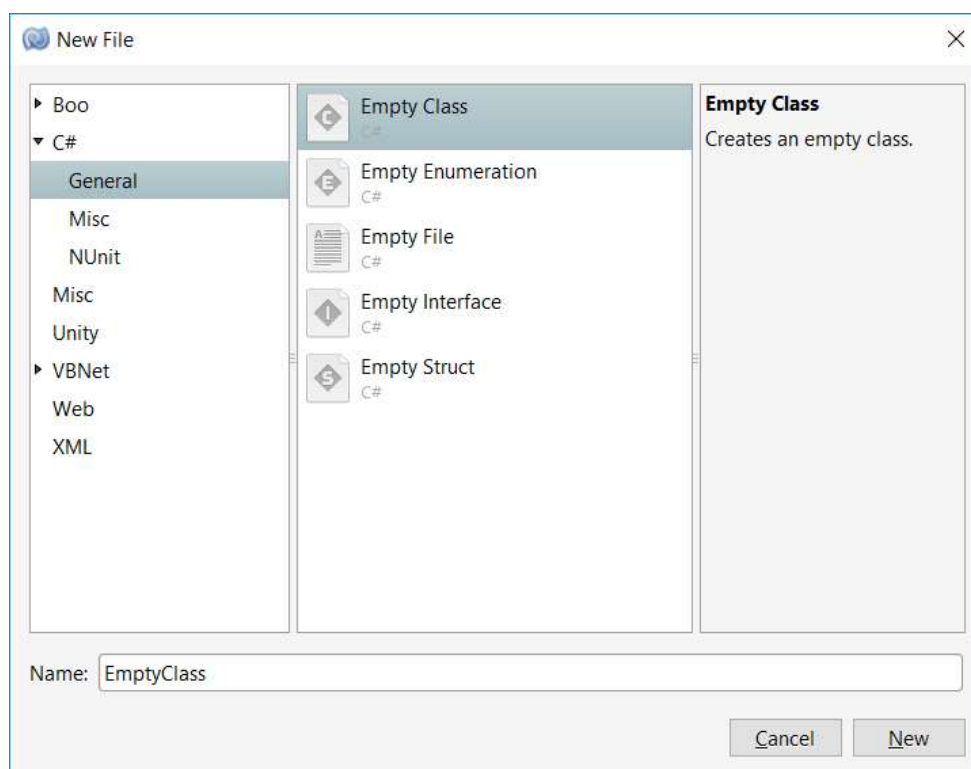 New File
Boo
C#
General
Misc
NUnit
Misc
Unity
VBNet
Web
XML
Empty Class
C#
Empty Enumeration
C#
Empty File
C#
Empty Interface
C#
Empty Struct
C#
Empty Class
Creates an empty class.
Name: EmptyClass
Cancel
New